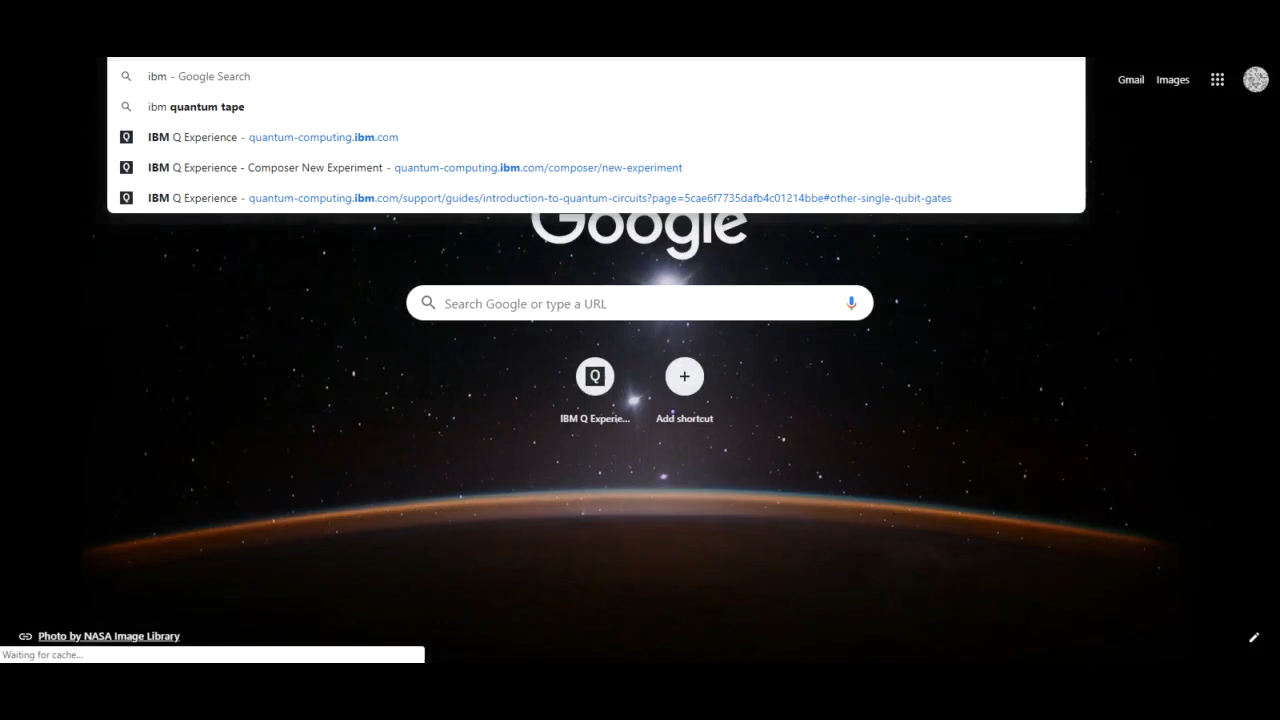 ibm - Google Search
Gmail Images
ibm quantum tape
IBM Q Experience - quantum-computing.ibm.com
IBM Q Experience - Composer New Experiment - quantum-computing.ibm.com/composer/new-experiment
IBM Q Experience - quantum-computing.ibm.com/support/guides/introduction-to-quantum-circuits?page=5cae6f7735dafb4c01214bbe#other-single-qubit-gates
Google
Search Google or type a URL
Q
IBM Q Experie... Add shortcut
Photo by NASA Image Library
Waiting for cache...